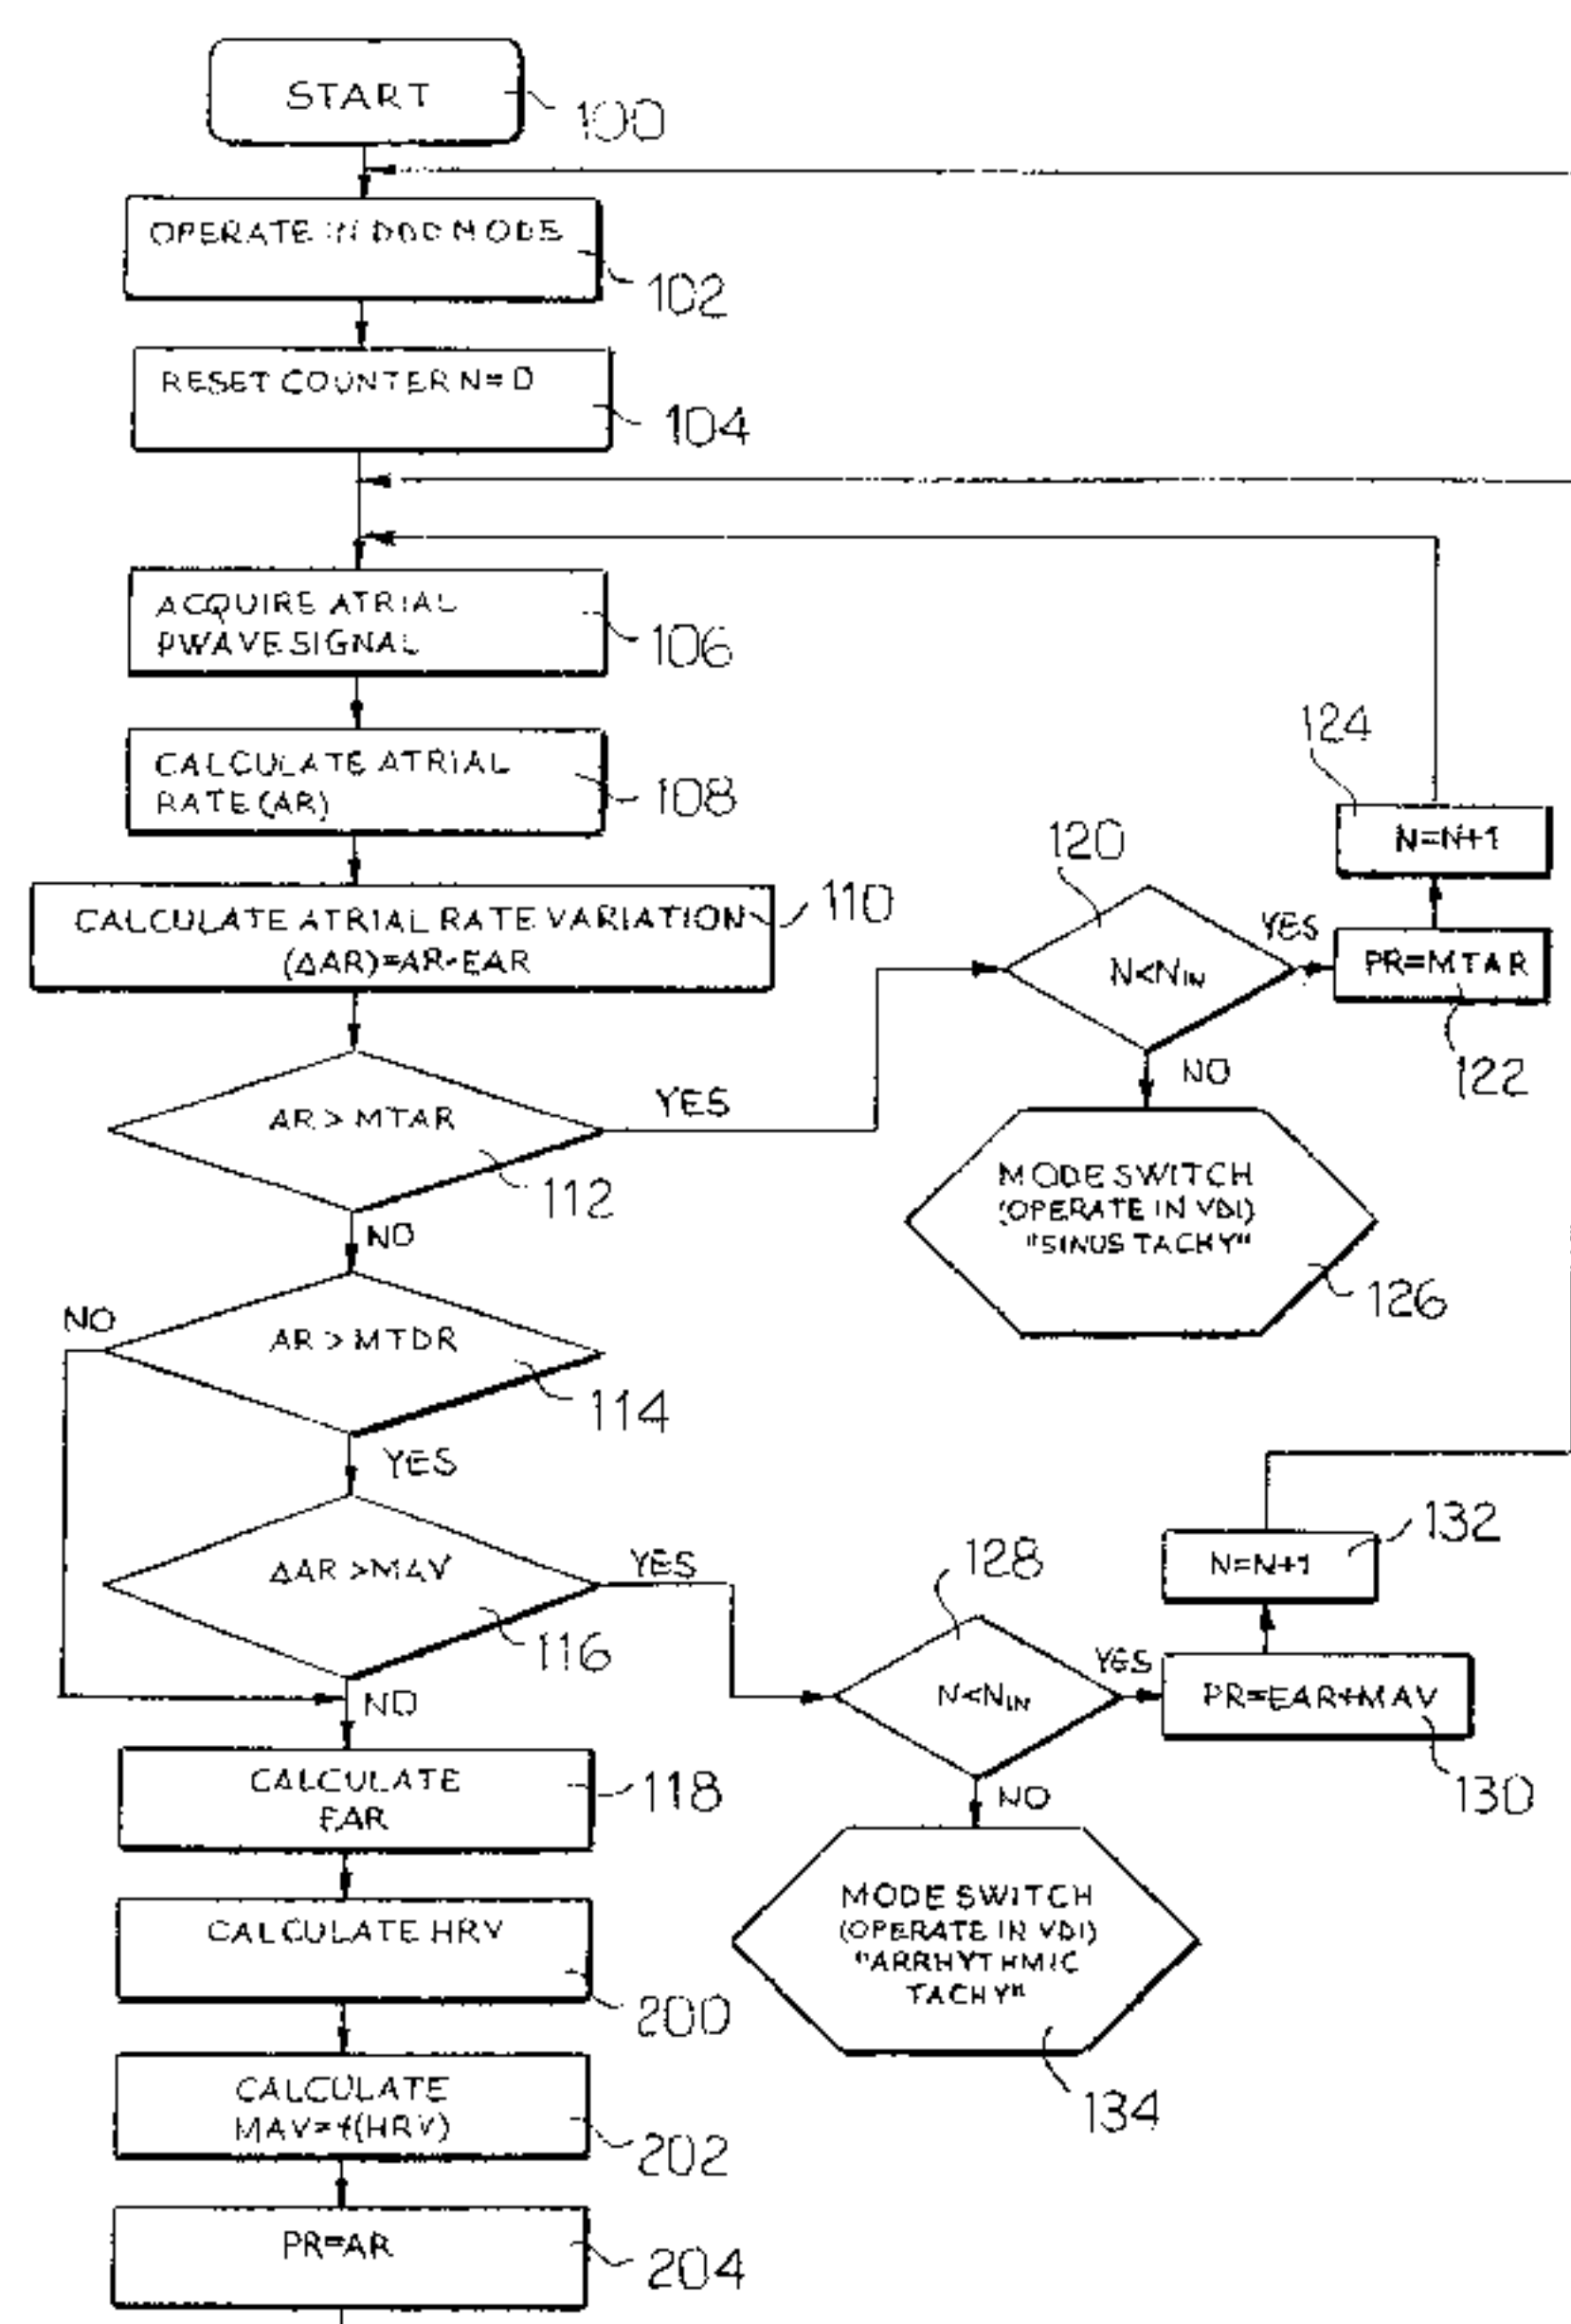 START
100
OPERATE IN DDD MODE
102
RESET COUNTER N=0
104
ACQUIRE ATRIAL
PWAVE SIGNAL
106
CALCULATE ATRIAL
RATE (AR)
108
CALCULATE ATRIAL RATE VARIATION
(ΔAR)=AR-EAR
110
AR > MTAR
YES
112
NO
120
N<NIN
YES
PR=MTAR
122
124
N=N+1
NO
MODE SWITCH
(OPERATE IN VDI)
"SINUS TACHY"
126
NO
AR > MTDR
114
YES
ΔAR >MAV
YES
116
NO
128
N<NIN
YES
PR=EAR+MAV
130
N=N+1
132
NO
MODE SWITCH
(OPERATE IN VDI)
"ARRHYTHMIC
TACHY"
134
CALCULATE
EAR
118
CALCULATE HRV
200
CALCULATE
MAV=f(HRV)
202
PR=AR
204